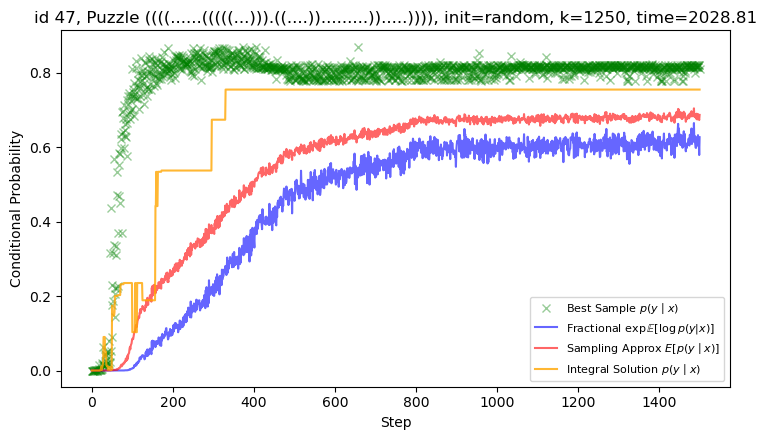 id 47, Puzzle ((((......(((((...))).((....)).........)).....)))), init=random, k=1250, time=2028.81
Conditional Probability
0.8
0.6
0.4
0.2
0.0
Best Sample p(y | x)
Fractional exp 𝔼[log p(y|x)]
Sampling Approx E[p(y | x)]
Integral Solution p(y | x)
0 200 400 600 800 1000 1200 1400
Step